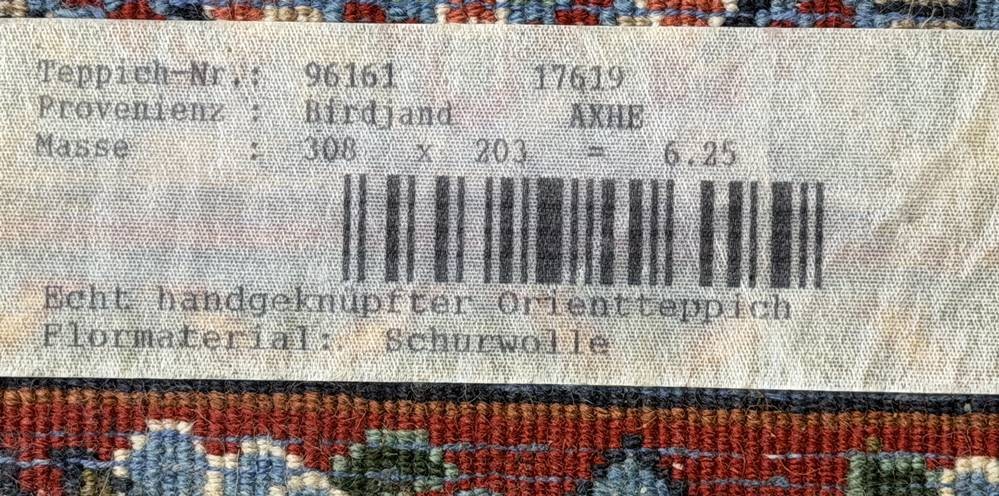 Teppich-Nr.: 96161 17619
Provenienz : Birdjand AXHE
Masse : 308 x 203 = 6.25
Echt handgeknüpfter Orientteppich
Flormaterial: Schurwolle